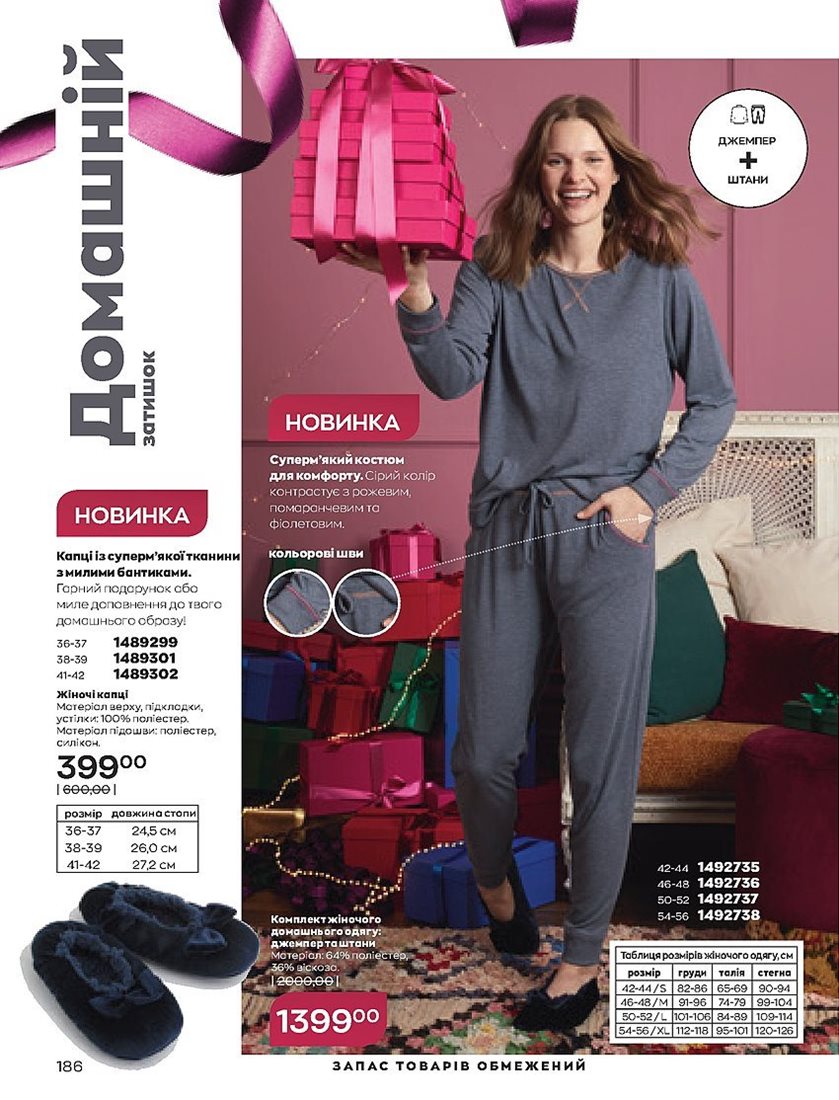 Домашній
затишок
ДЖЕМПЕР
+
ШТАНИ
НОВИНКА
Суперм'який костюм
для комфорту. Сірий колір
контрастує з рожевим,
помаранчевим та
фіолетовим.
кольорові шви
НОВИНКА
Капці із суперм'якої тканини
з милими бантиками.
Гарний подарунок або
миле доповнення до твого
домашнього образу!
36-37 1489299
38-39 1489301
41-42 1489302
Жіночі капці
Матеріал верху, підкладки,
устілки: 100% поліестер.
Матеріал підошви: поліестер,
силікон.
399⁰⁰
| 600,00 |
розмір довжина стопи
36-37 24,5 см
38-39 26,0 см
41-42 27,2 см
42-44 1492735
46-48 1492736
50-52 1492737
54-56 1492738
Комплект жіночого
домашнього одягу:
джемпер та штани
Матеріал: 64% поліестер,
36% віскоза.
| 2000,00 |
1399⁰⁰
Таблиця розмірів жіночого одягу, см
розмір груди талія стегна
42-44/S 82-86 65-69 90-94
46-48/M 91-96 74-79 99-104
50-52/L 101-106 84-89 109-114
54-56/XL 112-118 95-101 120-126
186
ЗАПАС ТОВАРІВ ОБМЕЖЕНИЙ